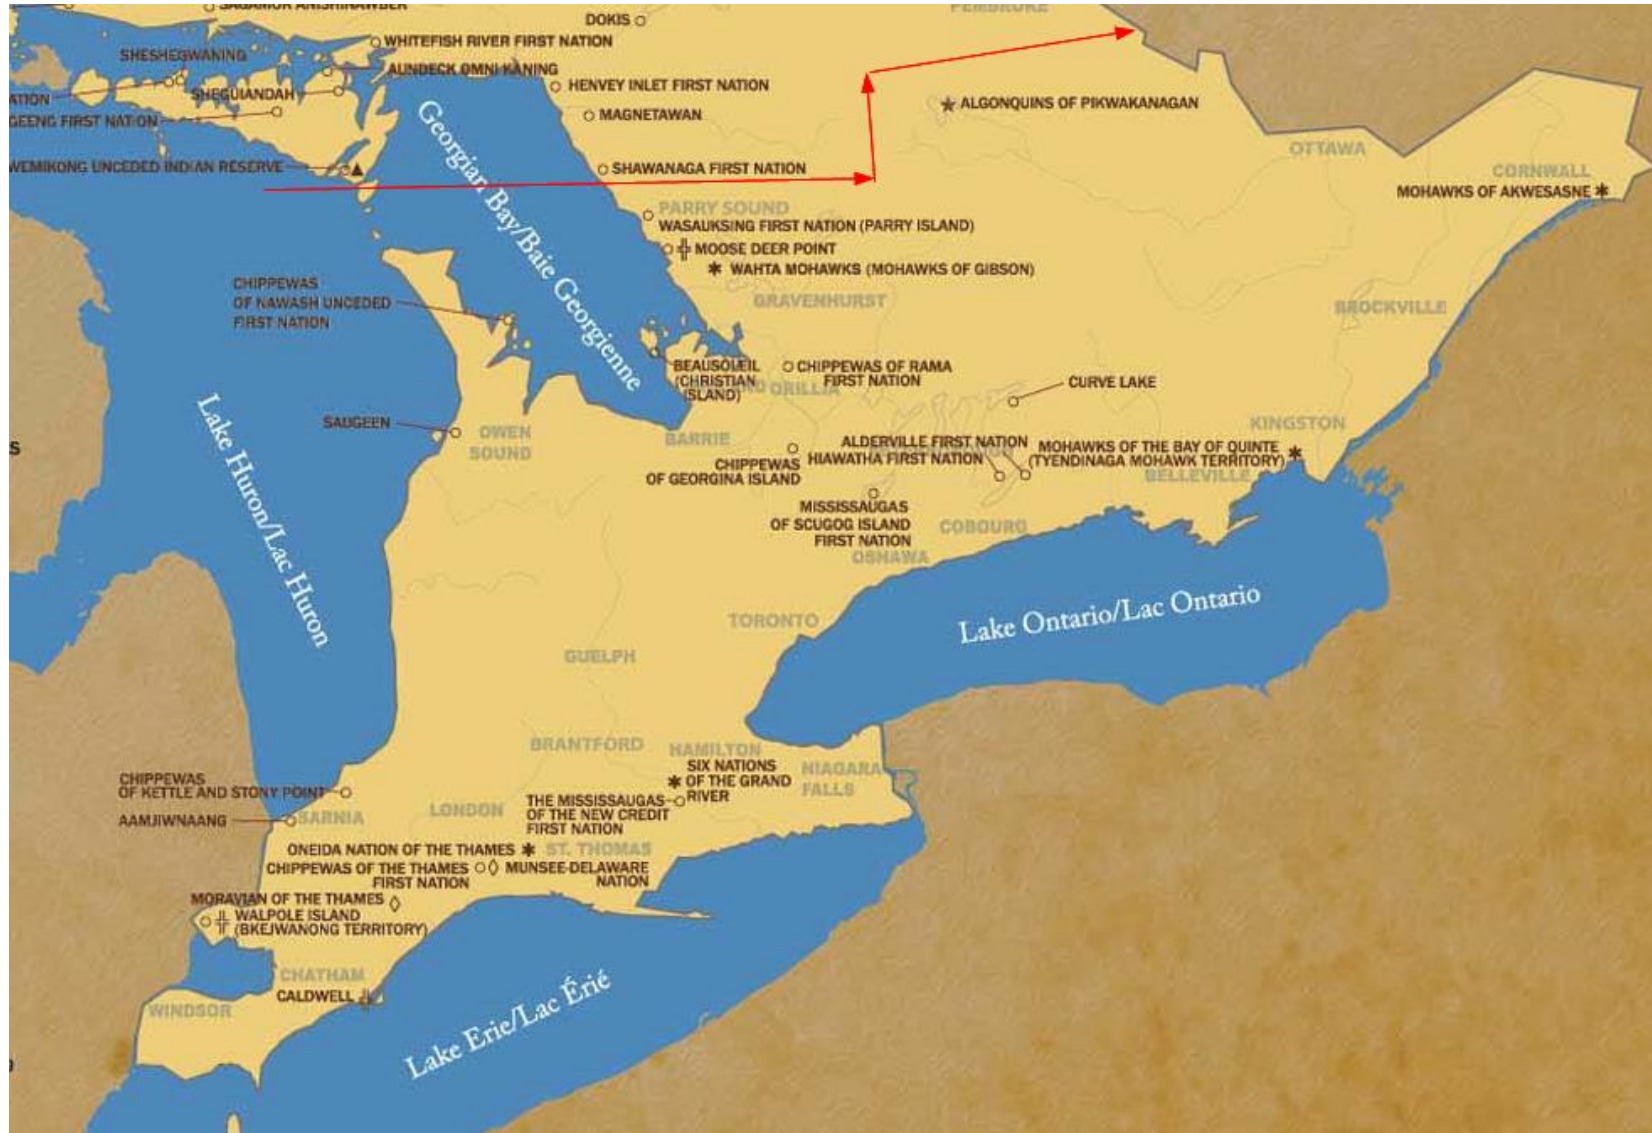 SAGAMOK ANISHNAWBEK
DOKIS
PEMBROKE
WHITEFISH RIVER FIRST NATION
SHESHEGWANING
AUNDECK OMNI KANING
HENVEY INLET FIRST NATION
SHEGUIANDAH
ATION
ALGONQUINS OF PIKWAKANAGAN
MAGNETAWAN
GEENG FIRST NATION
OTTAWA
WEMIKONG UNCEDED INDIAN RESERVE
SHAWANAGA FIRST NATION
CORNWALL
MOHAWKS OF AKWESASNE
Georgian Bay/Baie Georgienne
PARRY SOUND
WASAUKSING FIRST NATION (PARRY ISLAND)
MOOSE DEER POINT
WAHTA MOHAWKS (MOHAWKS OF GIBSON)
CHIPPEWAS
OF NAWASH UNCEDED
FIRST NATION
GRAVENHURST
BROCKVILLE
BEAUSOLEIL
(CHRISTIAN
ISLAND)
CHIPPEWAS OF RAMA
FIRST NATION
ORILLIA
CURVE LAKE
SAUGEEN
OWEN
SOUND
BARRIE
KINGSTON
ALDERVILLE FIRST NATION
HIAWATHA FIRST NATION
MOHAWKS OF THE BAY OF QUINTE
(TYENDINAGA MOHAWK TERRITORY)
BELLEVILLE
CHIPPEWAS
OF GEORGINA ISLAND
S
Lake Huron/Lac Huron
MISSISSAUGAS
OF SCUGOG ISLAND
FIRST NATION
COBOURG
OSHAWA
Lake Ontario/Lac Ontario
TORONTO
GUELPH
BRANTFORD
HAMILTON
SIX NATIONS
OF THE GRAND
RIVER
NIAGARA
FALLS
CHIPPEWAS
OF KETTLE AND STONY POINT
AAMJIWNAANG
SARNIA
LONDON
THE MISSISSAUGAS
OF THE NEW CREDIT
FIRST NATION
ONEIDA NATION OF THE THAMES
ST. THOMAS
CHIPPEWAS OF THE THAMES
FIRST NATION
MUNSEE-DELAWARE
NATION
MORAVIAN OF THE THAMES
WALPOLE ISLAND
(BKEJWANONG TERRITORY)
CHATHAM
CALDWELL
WINDSOR
Lake Erie/Lac Érié